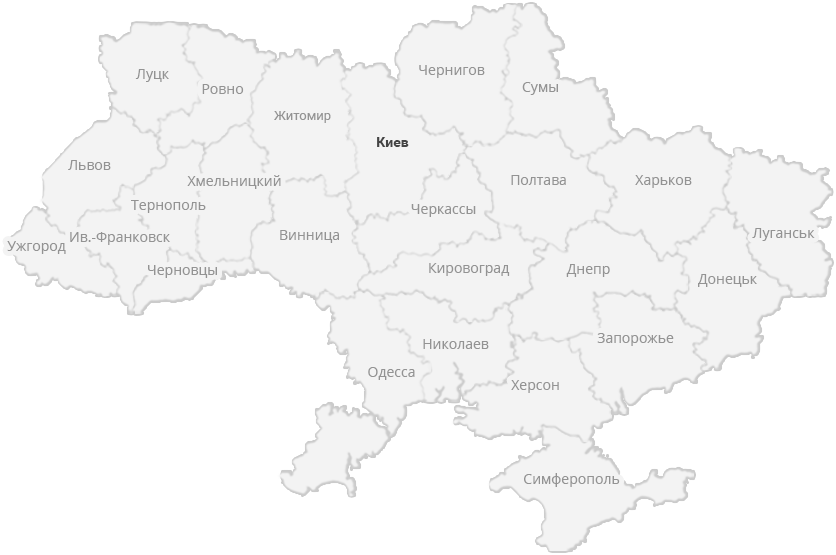 Чернигов
Луцк
Ровно
Сумы
Житомир
Киев
Львов
Хмельницкий
Полтава
Харьков
Тернополь
Черкассы
Ужгород
Ив.-Франковск
Винница
Луганськ
Черновцы
Кировоград
Днепр
Донецьк
Николаев
Запорожье
Одесса
Херсон
Симферополь